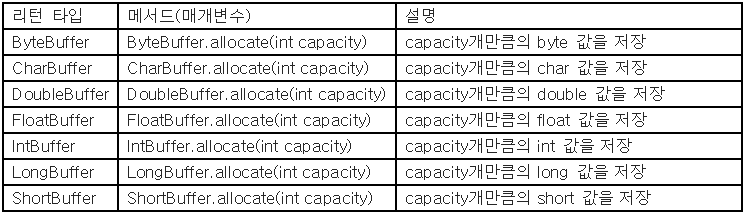 리턴 타입 메서드(매개변수) 설명
ByteBuffer ByteBuffer.allocate(int capacity) capacity개만큼의 byte 값을 저장
CharBuffer CharBuffer.allocate(int capacity) capacity개만큼의 char 값을 저장
DoubleBuffer DoubleBuffer.allocate(int capacity) capacity개만큼의 double 값을 저장
FloatBuffer FloatBuffer.allocate(int capacity) capacity개만큼의 float 값을 저장
IntBuffer IntBuffer.allocate(int capacity) capacity개만큼의 int 값을 저장
LongBuffer LongBuffer.allocate(int capacity) capacity개만큼의 long 값을 저장
ShortBuffer ShortBuffer.allocate(int capacity) capacity개만큼의 short 값을 저장